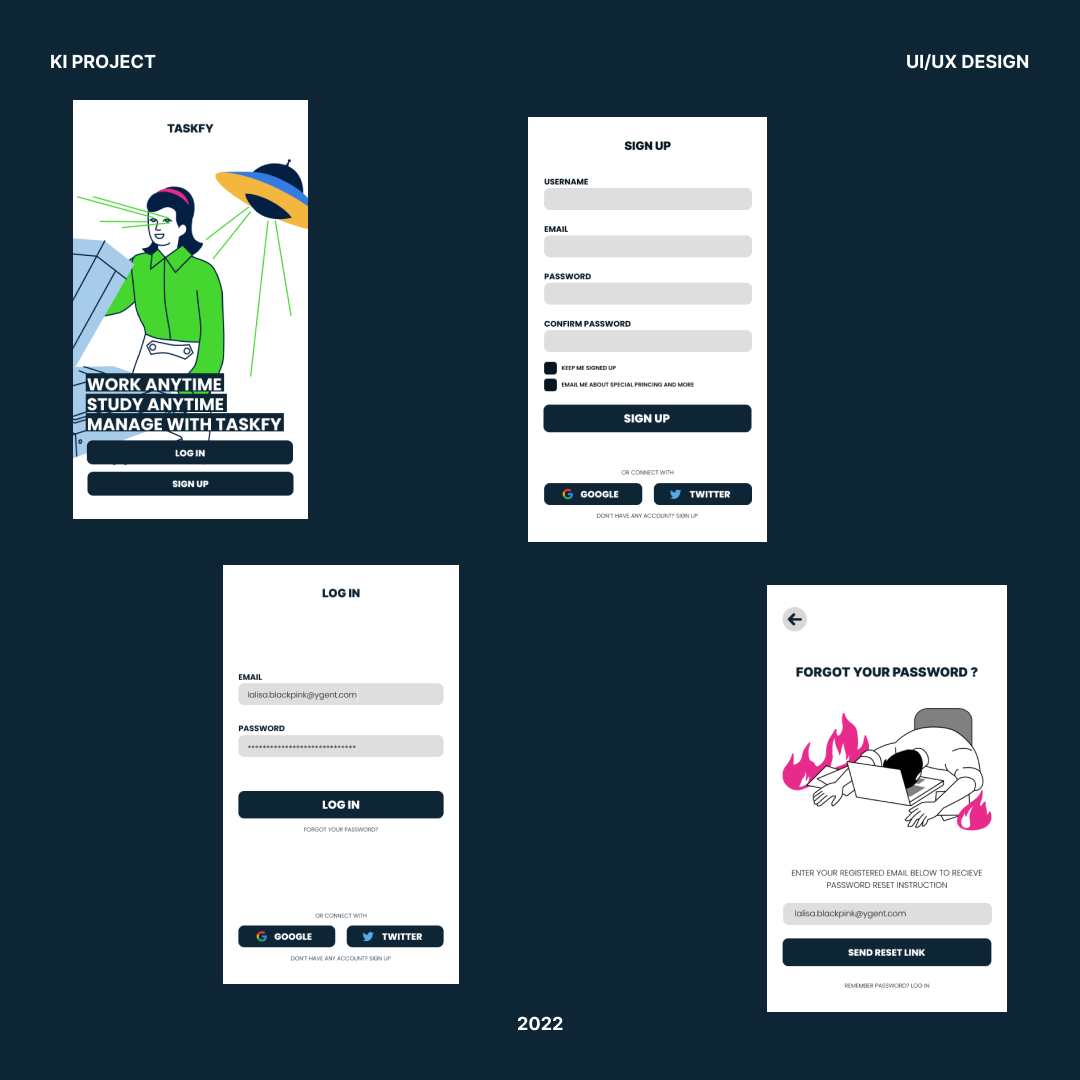 KI PROJECT
UI/UX DESIGN
TASKFY
WORK ANYTIME
STUDY ANYTIME
MANAGE WITH TASKFY
LOG IN
SIGN UP
SIGN UP
USERNAME
EMAIL
PASSWORD
CONFIRM PASSWORD
KEEP ME SIGNED UP
EMAIL ME ABOUT SPECIAL PRINCING AND MORE
SIGN UP
OR CONNECT WITH
GOOGLE
TWITTER
DON'T HAVE ANY ACCOUNT? SIGN UP
LOG IN
EMAIL
lalisa.blackpink@ygent.com
PASSWORD
*****************************
LOG IN
FORGOT YOUR PASSWORD?
OR CONNECT WITH
GOOGLE
TWITTER
DON'T HAVE ANY ACCOUNT? SIGN UP
FORGOT YOUR PASSWORD ?
ENTER YOUR REGISTERED EMAIL BELOW TO RECIEVE
PASSWORD RESET INSTRUCTION
lalisa.blackpink@ygent.com
SEND RESET LINK
REMEMBER PASSWORD? LOG IN
2022